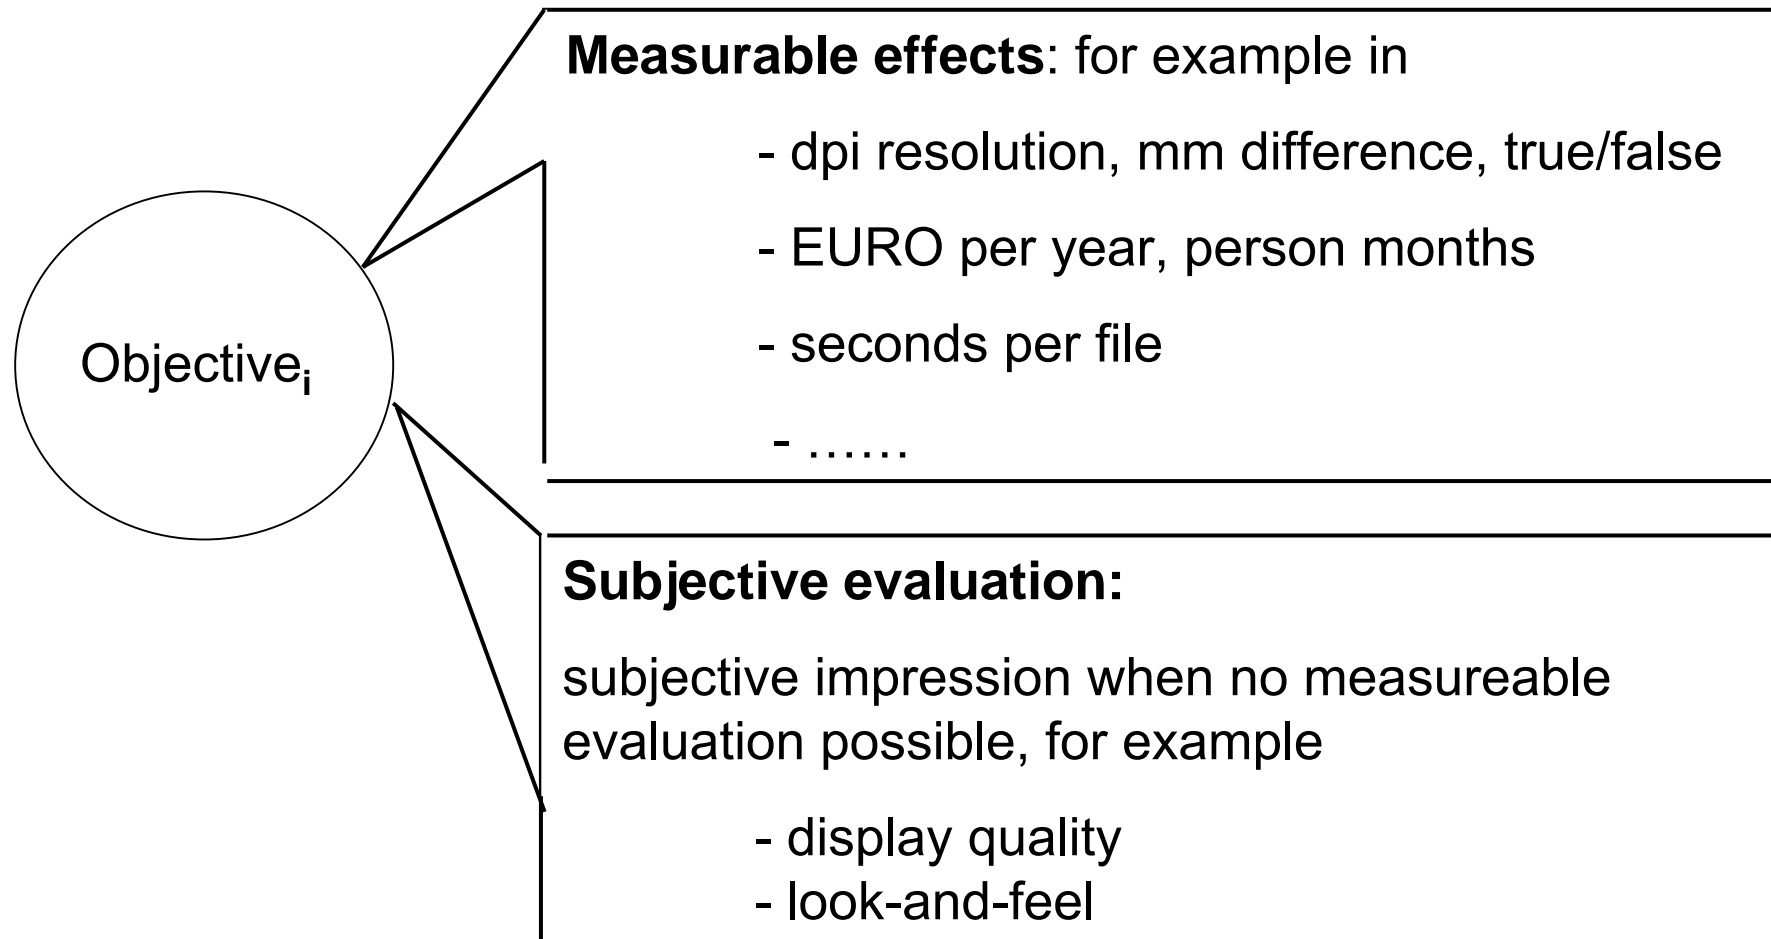 Measurable effects: for example in
- dpi resolution, mm difference, true/false
- EURO per year, person months
- seconds per file
- ……
Objectiveᵢ
Subjective evaluation:
subjective impression when no measureable
evaluation possible, for example
- display quality
- look-and-feel